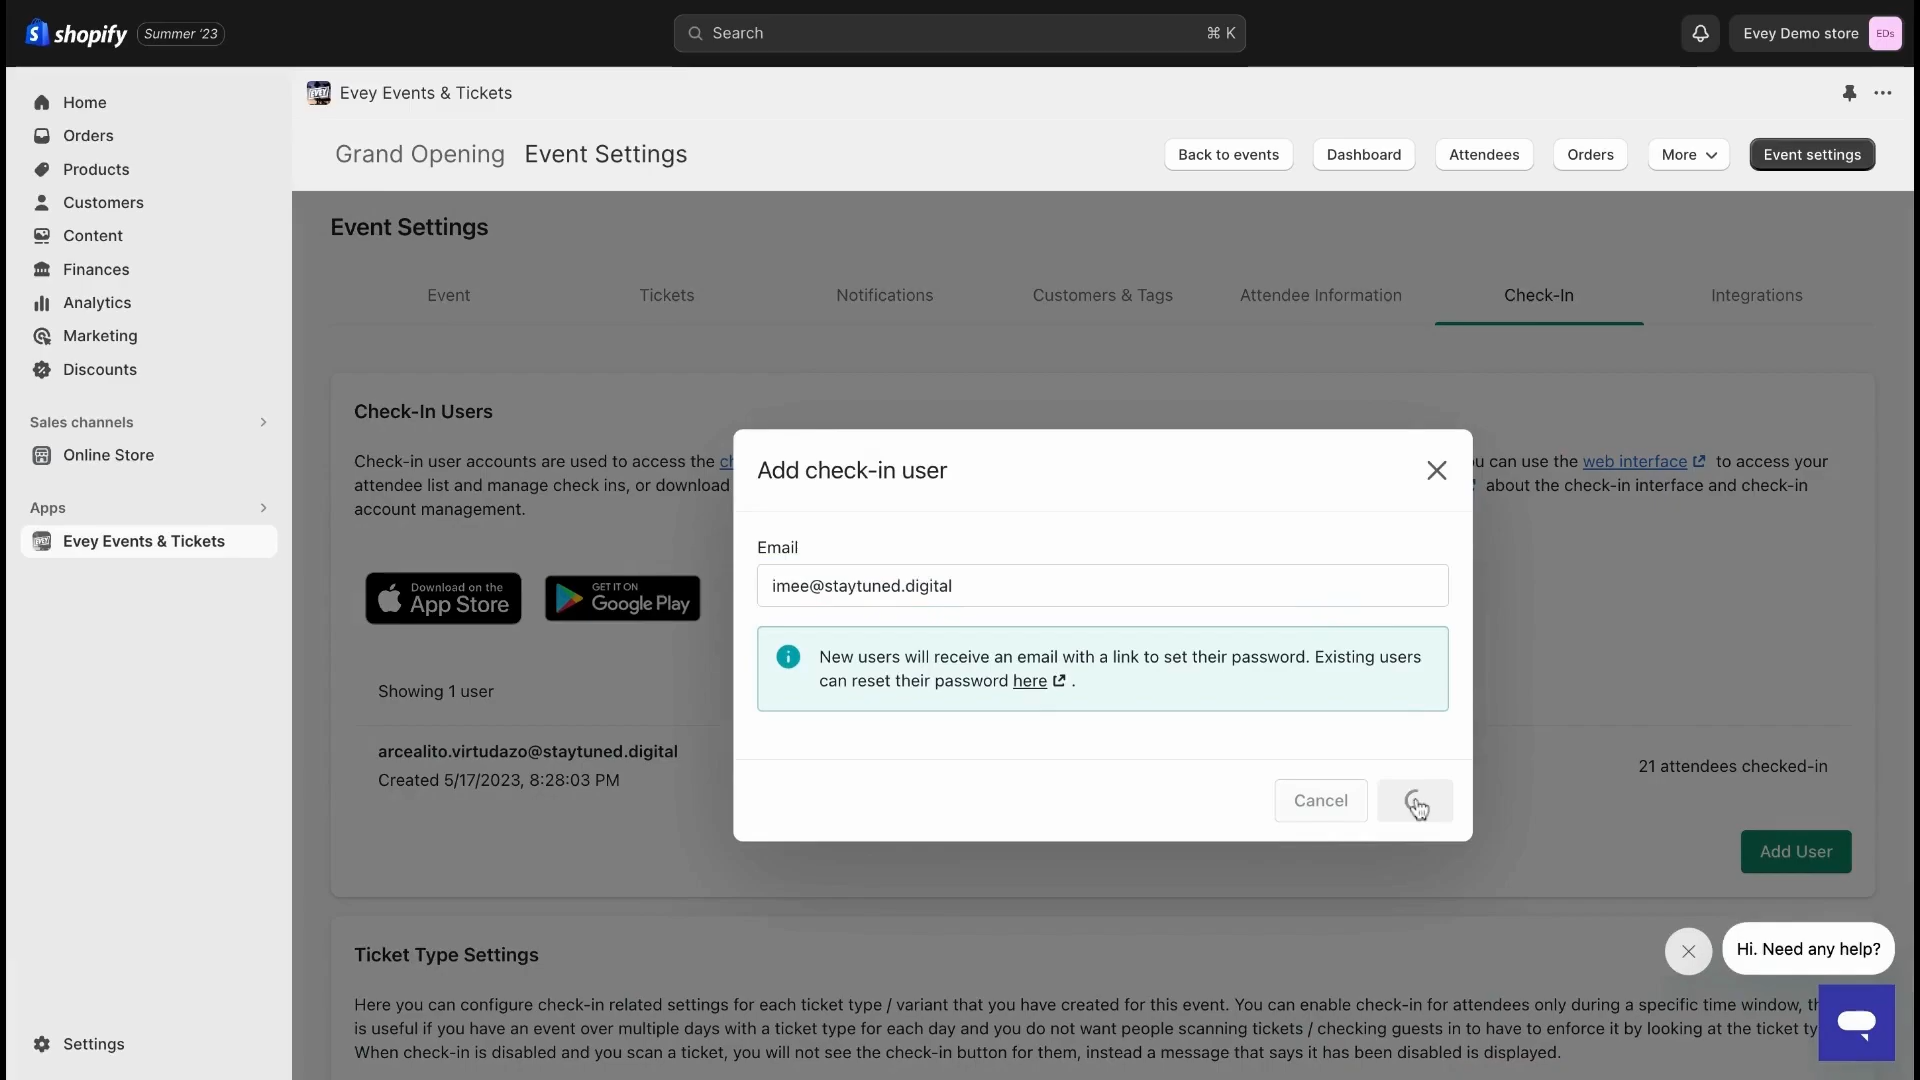 shopify Summer '23
Search ⌘ K
Evey Demo store EDs
Home
Orders
Products
Customers
Content
Finances
Analytics
Marketing
Discounts
Sales channels
Online Store
Apps
Evey Events & Tickets
Settings
Evey Events & Tickets
Grand Opening Event Settings
Back to events Dashboard Attendees Orders More Event settings
Event Settings
Event Tickets Notifications Customers & Tags Attendee Information Check-In Integrations
Check-In Users
Check-in user accounts are used to access the
u can use the web interface to access your
attendee list and manage check ins, or download
about the check-in interface and check-in
account management.
Download on the
App Store
GET IT ON
Google Play
Showing 1 user
arcealito.virtudazo@staytuned.digital
Created 5/17/2023, 8:28:03 PM
21 attendees checked-in
Add User
Add check-in user
Email
imee@staytuned.digital
New users will receive an email with a link to set their password. Existing users
can reset their password here .
Cancel
Ticket Type Settings
Here you can configure check-in related settings for each ticket type / variant that you have created for this event. You can enable check-in for attendees only during a specific time window,
is useful if you have an event over multiple days with a ticket type for each day and you do not want people scanning tickets / checking guests in to have to enforce it by looking at the ticket ty
When check-in is disabled and you scan a ticket, you will not see the check-in button for them, instead a message that says it has been disabled is displayed.
Hi. Need any help?